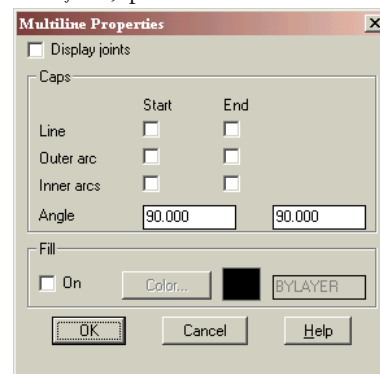 Multiline Properties
Display joints
Caps
Start End
Line
Outer arc
Inner arcs
Angle 90.000 90.000
Fill
On Color... BYLAYER
OK Cancel Help